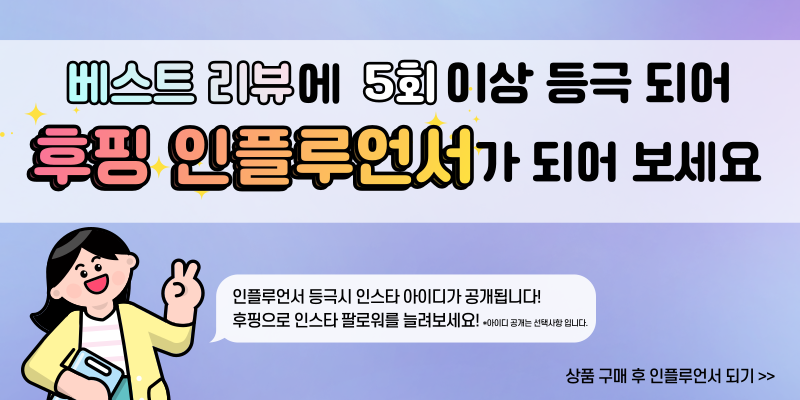 베스트 리뷰에 5회 이상 등극 되어
후핑 인플루언서가 되어 보세요
인플루언서 등극시 인스타 아이디가 공개됩니다!
후핑으로 인스타 팔로워를 늘려보세요! *아이디 공개는 선택사항 입니다.
상품 구매 후 인플루언서 되기 >>